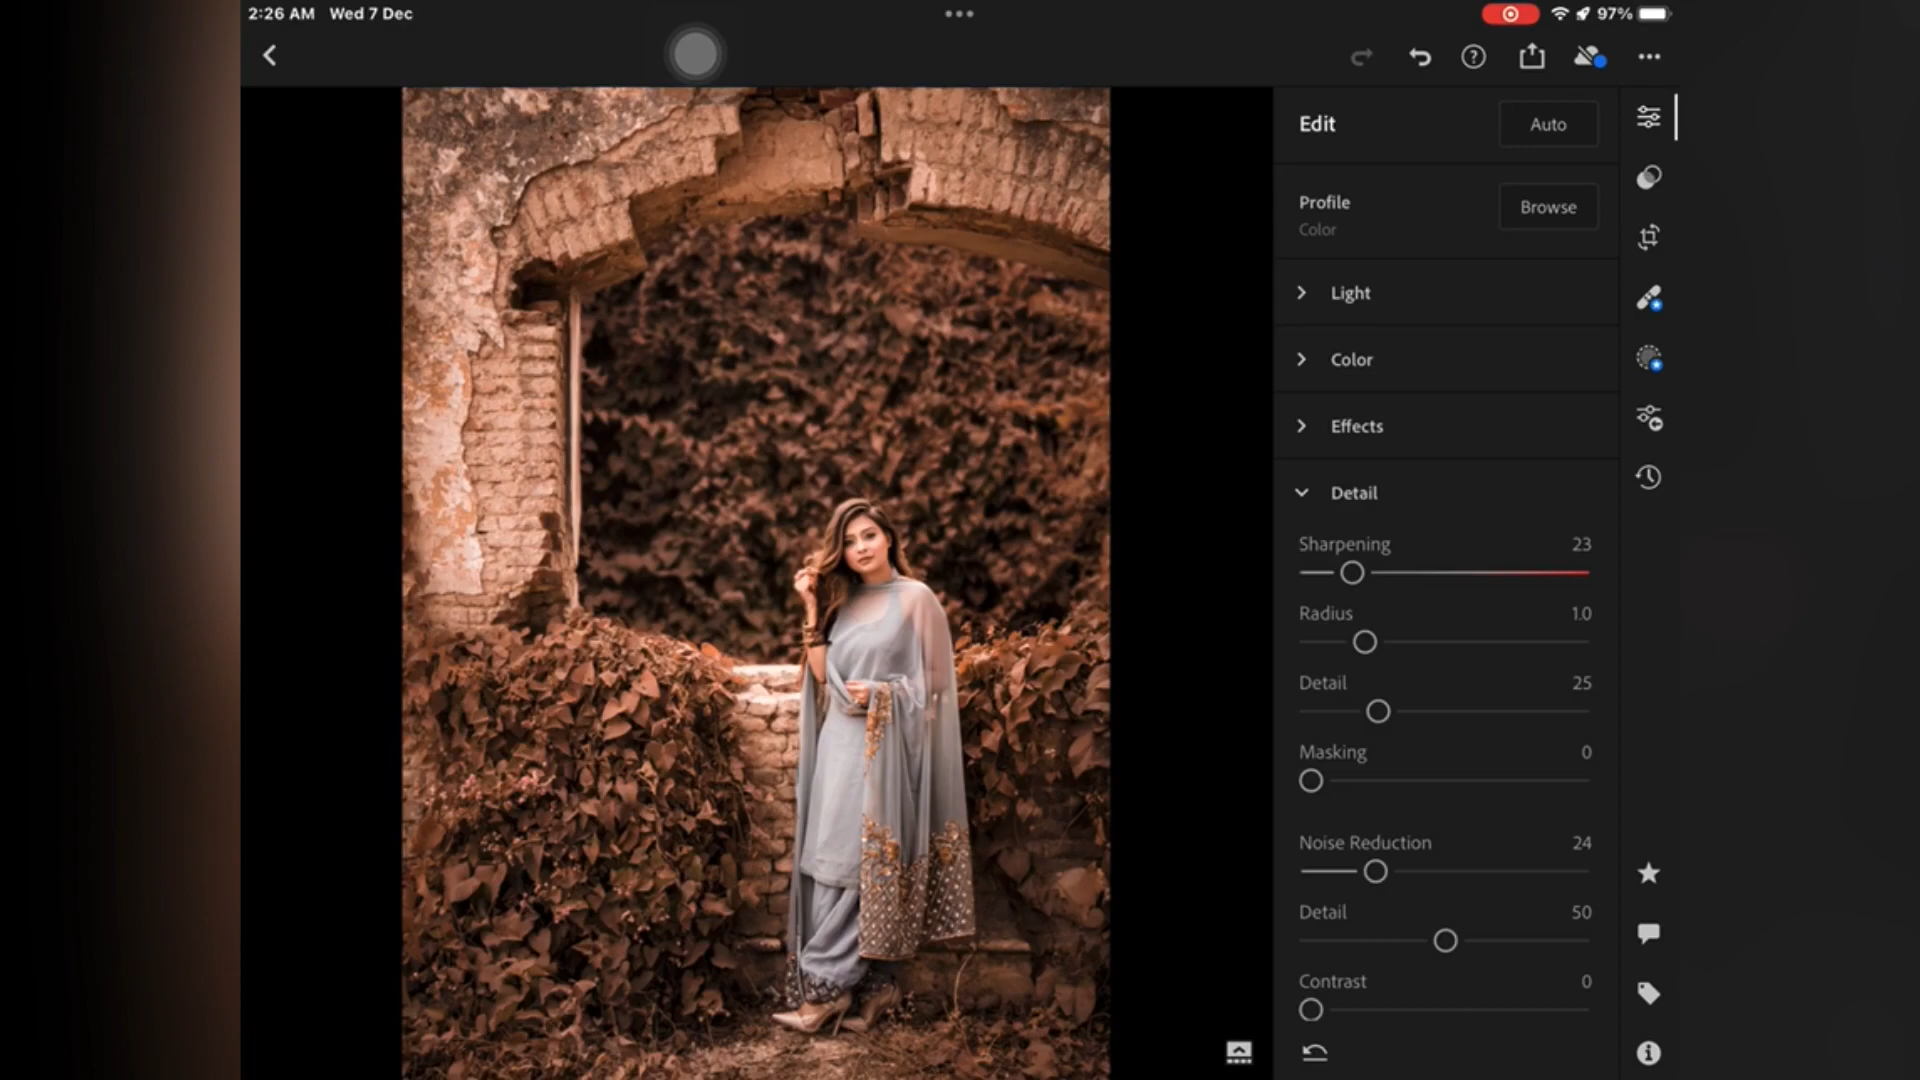 2:26 AM Wed 7 Dec
97%
Edit
Auto
Profile
Color
Browse
Light
Color
Effects
Detail
Sharpening 23
Radius 1.0
Detail 25
Masking 0
Noise Reduction 24
Detail 50
Contrast 0